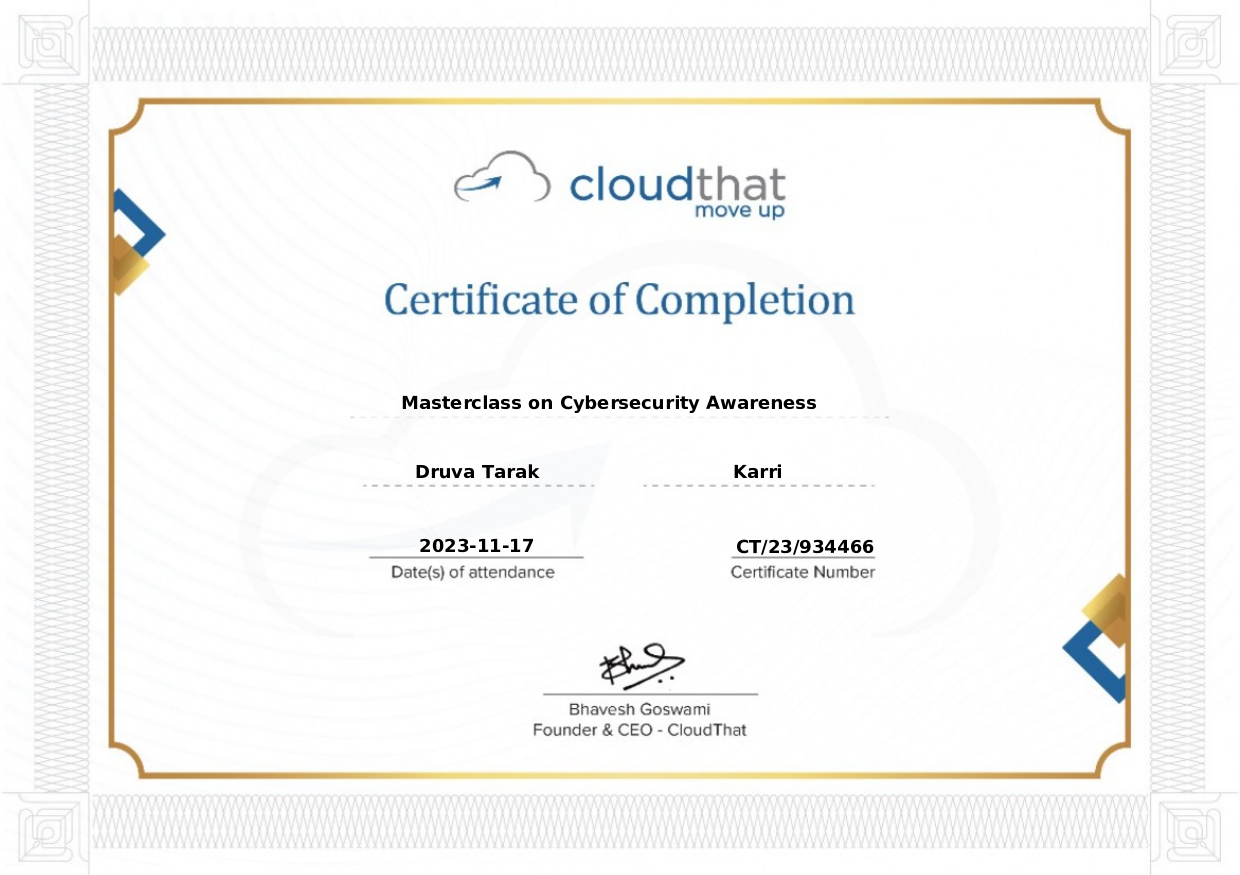 cloudthat
move up
Certificate of Completion
Masterclass on Cybersecurity Awareness
Druva Tarak Karri
2023-11-17 CT/23/934466
Date(s) of attendance Certificate Number
Bhavesh Goswami
Founder & CEO - CloudThat